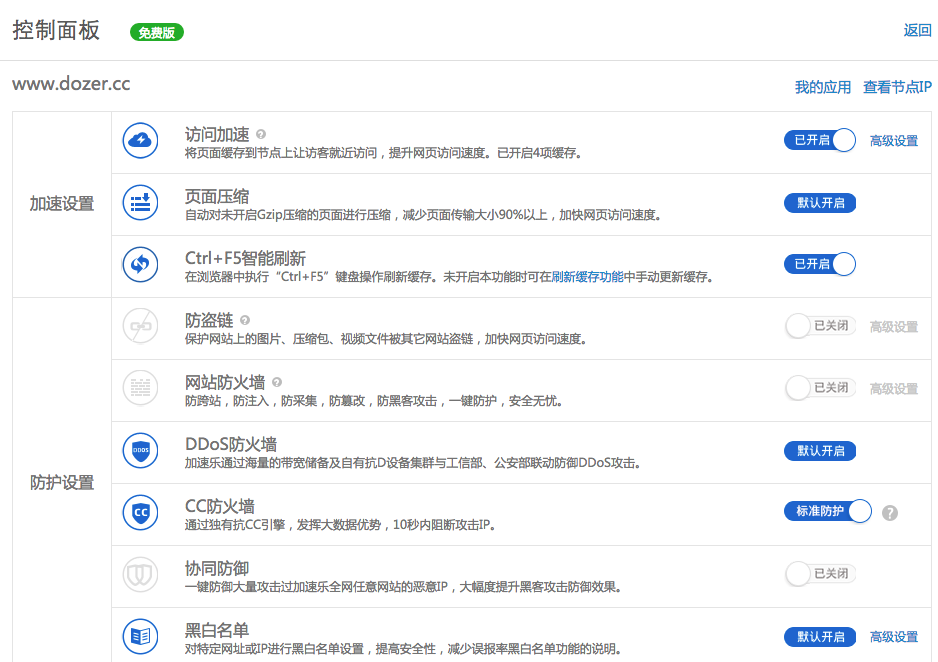 控制面板 免费版 返回
www.dozer.cc 我的应用 查看节点IP
加速设置
访问加速 ?
将页面缓存到节点上让访客就近访问，提升网页访问速度。已开启4项缓存。
已开启 高级设置
页面压缩
自动对未开启Gzip压缩的页面进行压缩，减少页面传输大小90%以上，加快网页访问速度。
默认开启
Ctrl+F5智能刷新
在浏览器中执行“Ctrl+F5”键盘操作刷新缓存。未开启本功能时可在刷新缓存功能中手动更新缓存。
已开启
防护设置
防盗链 ?
保护网站上的图片、压缩包、视频文件被其它网站盗链，加快网页访问速度。
已关闭 高级设置
网站防火墙 ?
防跨站，防注入，防采集，防篡改，防黑客攻击，一键防护，安全无忧。
已关闭 高级设置
DDOS
DDoS防火墙
加速乐通过海量的带宽储备及自有抗D设备集群与工信部、公安部联动防御DDoS攻击。
默认开启
CC
CC防火墙
通过独有抗CC引擎，发挥大数据优势，10秒内阻断攻击IP。
标准防护 ?
协同防御
一键防御大量攻击过加速乐全网任意网站的恶意IP，大幅度提升黑客攻击防御效果。
已关闭
黑白名单
对特定网址或IP进行黑白名单设置，提高安全性，减少误报率黑白名单功能的说明。
默认开启 高级设置